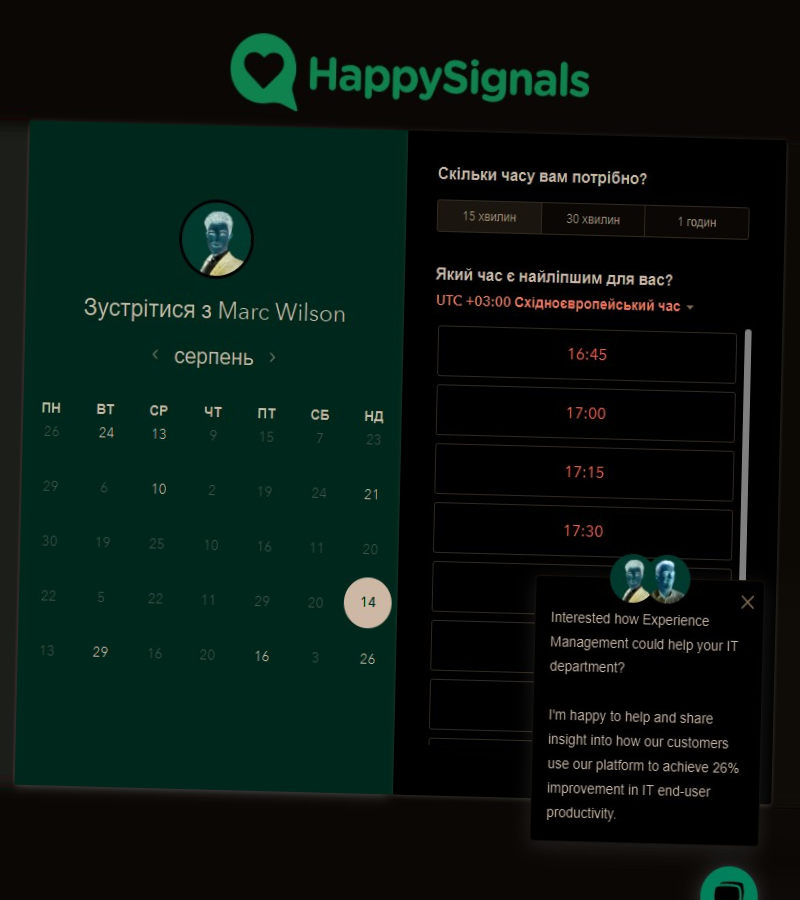 HappySignals
Зустрітися з Marc Wilson
серпень
ПН ВТ СР ЧТ ПТ СБ НД
26 24 13 9 15 7 23
29 6 10 2 19 24 21
30 19 25 10 16 11 20
22 5 22 11 29 20 14
13 29 16 20 16 3 26
Скільки часу вам потрібно?
15 хвилин 30 хвилин 1 годин
Який час є найліпшим для вас?
UTC +03:00 Східноєвропейський час
16:45
17:00
17:15
17:30
Interested how Experience
Management could help your IT
department?
I'm happy to help and share
insight into how our customers
use our platform to achieve 26%
improvement in IT end-user
productivity.